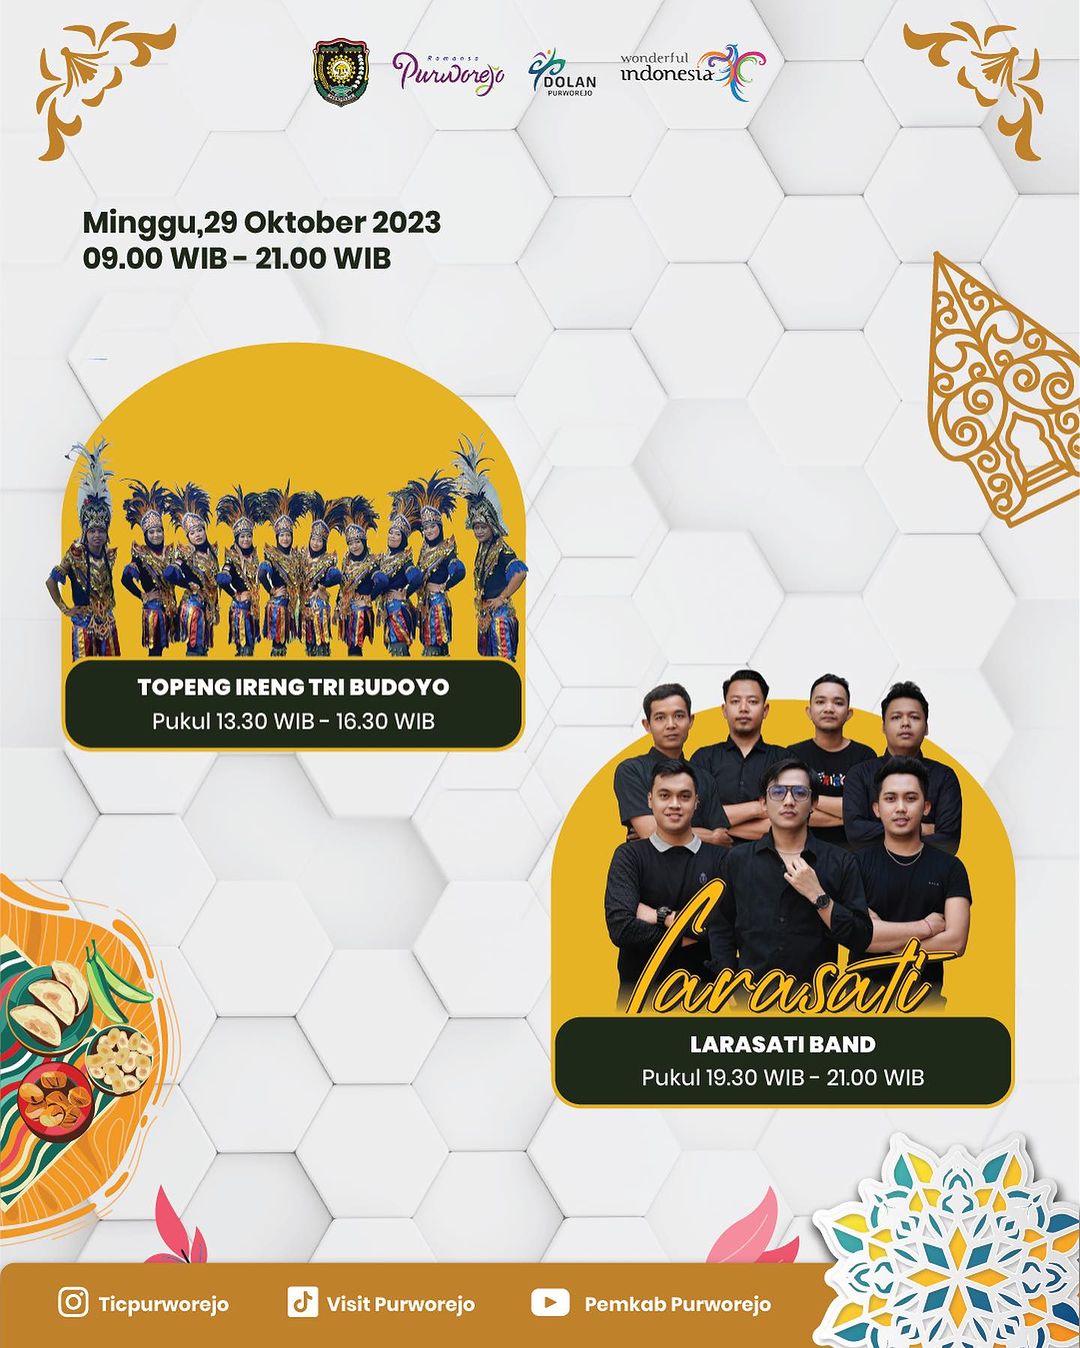 Romansa
Purworejo
DOLAN
PURWOREJO
wonderful
indonesia
Minggu,29 Oktober 2023
09.00 WIB - 21.00 WIB
TOPENG IRENG TRI BUDOYO
Pukul 13.30 WIB - 16.30 WIB
Larasati
LARASATI BAND
Pukul 19.30 WIB - 21.00 WIB
Ticpurworejo
Visit Purworejo
Pemkab Purworejo